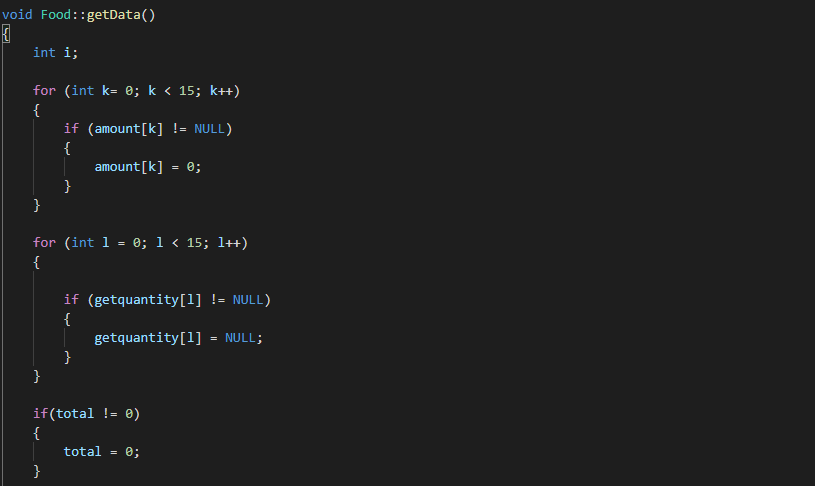 void Food::getData()
{
    int i;

    for (int k= 0; k < 15; k++)
    {
        if (amount[k] != NULL)
        {
            amount[k] = 0;
        }
    }

    for (int l = 0; l < 15; l++)
    {

        if (getquantity[l] != NULL)
        {
            getquantity[l] = NULL;
        }
    }

    if(total != 0)
    {
        total = 0;
    }